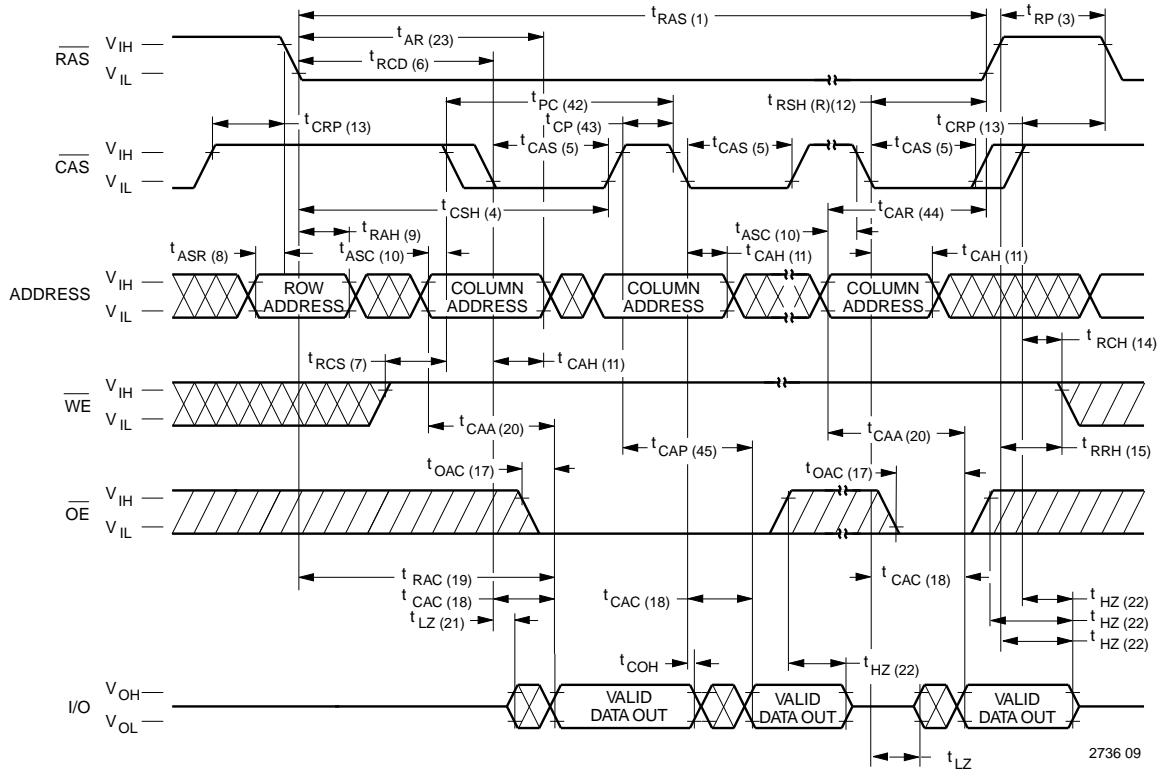 t RAS (1)
t RP (3)
t AR (23)
RAS
V IH
V IL
t RCD (6)
t PC (42)
t RSH (R)(12)
t CRP (13)
t CP (43)
t CRP (13)
CAS
V IH
V IL
t CAS (5)
t CAS (5)
t CAS (5)
t CSH (4)
t CAR (44)
t RAH (9)
t ASC (10)
t ASR (8)
t ASC (10)
t CAH (11)
t CAH (11)
ADDRESS
V IH
V IL
ROW ADDRESS
COLUMN ADDRESS
COLUMN ADDRESS
COLUMN ADDRESS
t RCH (14)
t RCS (7)
t CAH (11)
WE
V IH
V IL
t CAA (20)
t CAP (45)
t CAA (20)
t RRH (15)
t OAC (17)
t OAC (17)
OE
V IH
V IL
t RAC (19)
t CAC (18)
t CAC (18)
t CAC (18)
t HZ (22)
t LZ (21)
t HZ (22)
t HZ (22)
t COH
t HZ (22)
I/O
V OH
V OL
VALID DATA OUT
VALID DATA OUT
VALID DATA OUT
t LZ
2736 09